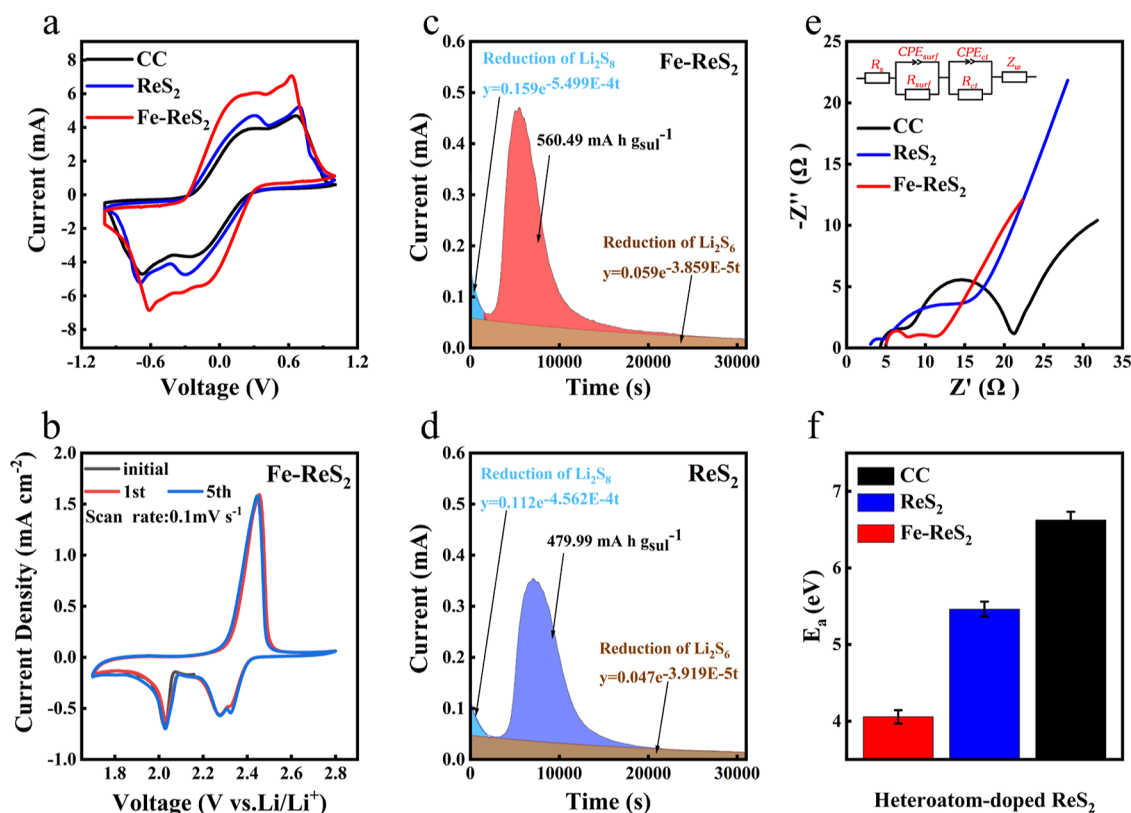 a
8
6
4
2
0
-2
-4
-6
-8
CC
ReS2
Fe-ReS2
Current (mA)
-1.2
-0.6
0.0
0.6
1.2
Voltage (V)
c
0.6
0.5
0.4
0.3
0.2
0.1
0.0
Reduction of Li2S8
y=0.159e-5.499E-4t
Fe-ReS2
560.49 mA h gsul-1
Reduction of Li2S6
y=0.059e-3.859E-5t
Current (mA)
0
10000
20000
30000
Time (s)
e
25
20
15
10
5
0
Rs
CPEsurf
Rsurf
CPEct
Rct
Zw
CC
ReS2
Fe-ReS2
-Z'' (Ω)
0
5
10
15
20
25
30
35
Z' (Ω)
b
2.0
1.5
1.0
0.5
0.0
-0.5
-1.0
initial
1st
5th
Scan rate:0.1mV s-1
Fe-ReS2
Current Density (mA cm-2)
1.8
2.0
2.2
2.4
2.6
2.8
Voltage (V vs.Li/Li+)
d
0.6
0.5
0.4
0.3
0.2
0.1
0.0
Reduction of Li2S8
y=0.112e-4.562E-4t
ReS2
479.99 mA h gsul-1
Reduction of Li2S6
y=0.047e-3.919E-5t
Current (mA)
0
10000
20000
30000
Time (s)
f
7
6
5
4
CC
ReS2
Fe-ReS2
Ea (eV)
Heteroatom-doped ReS2